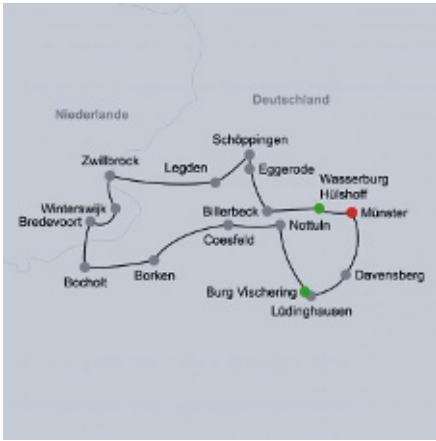 Deutschland
Niederlande
Schöppingen
Zwillbrock
Legden
Eggerode
Wasserburg
Hülshoff
Winterswijk
Billerbeck
Münster
Bredevoort
Nottuln
Coesfeld
Bocholt
Borken
Davensberg
Burg Vischering
Lüdinghausen